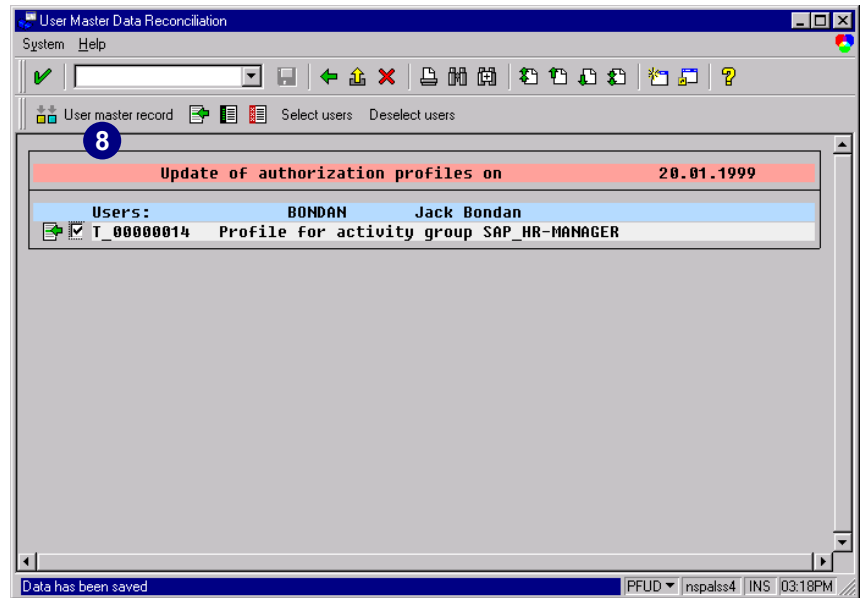 User Master Data Reconciliation
System Help
User master record Select users Deselect users
8
Update of authorization profiles on 20.01.1999
Users: BONDAN Jack Bondan
T_00000014 Profile for activity group SAP_HR-MANAGER
Data has been saved PFUD nspalss4 INS 03:18PM